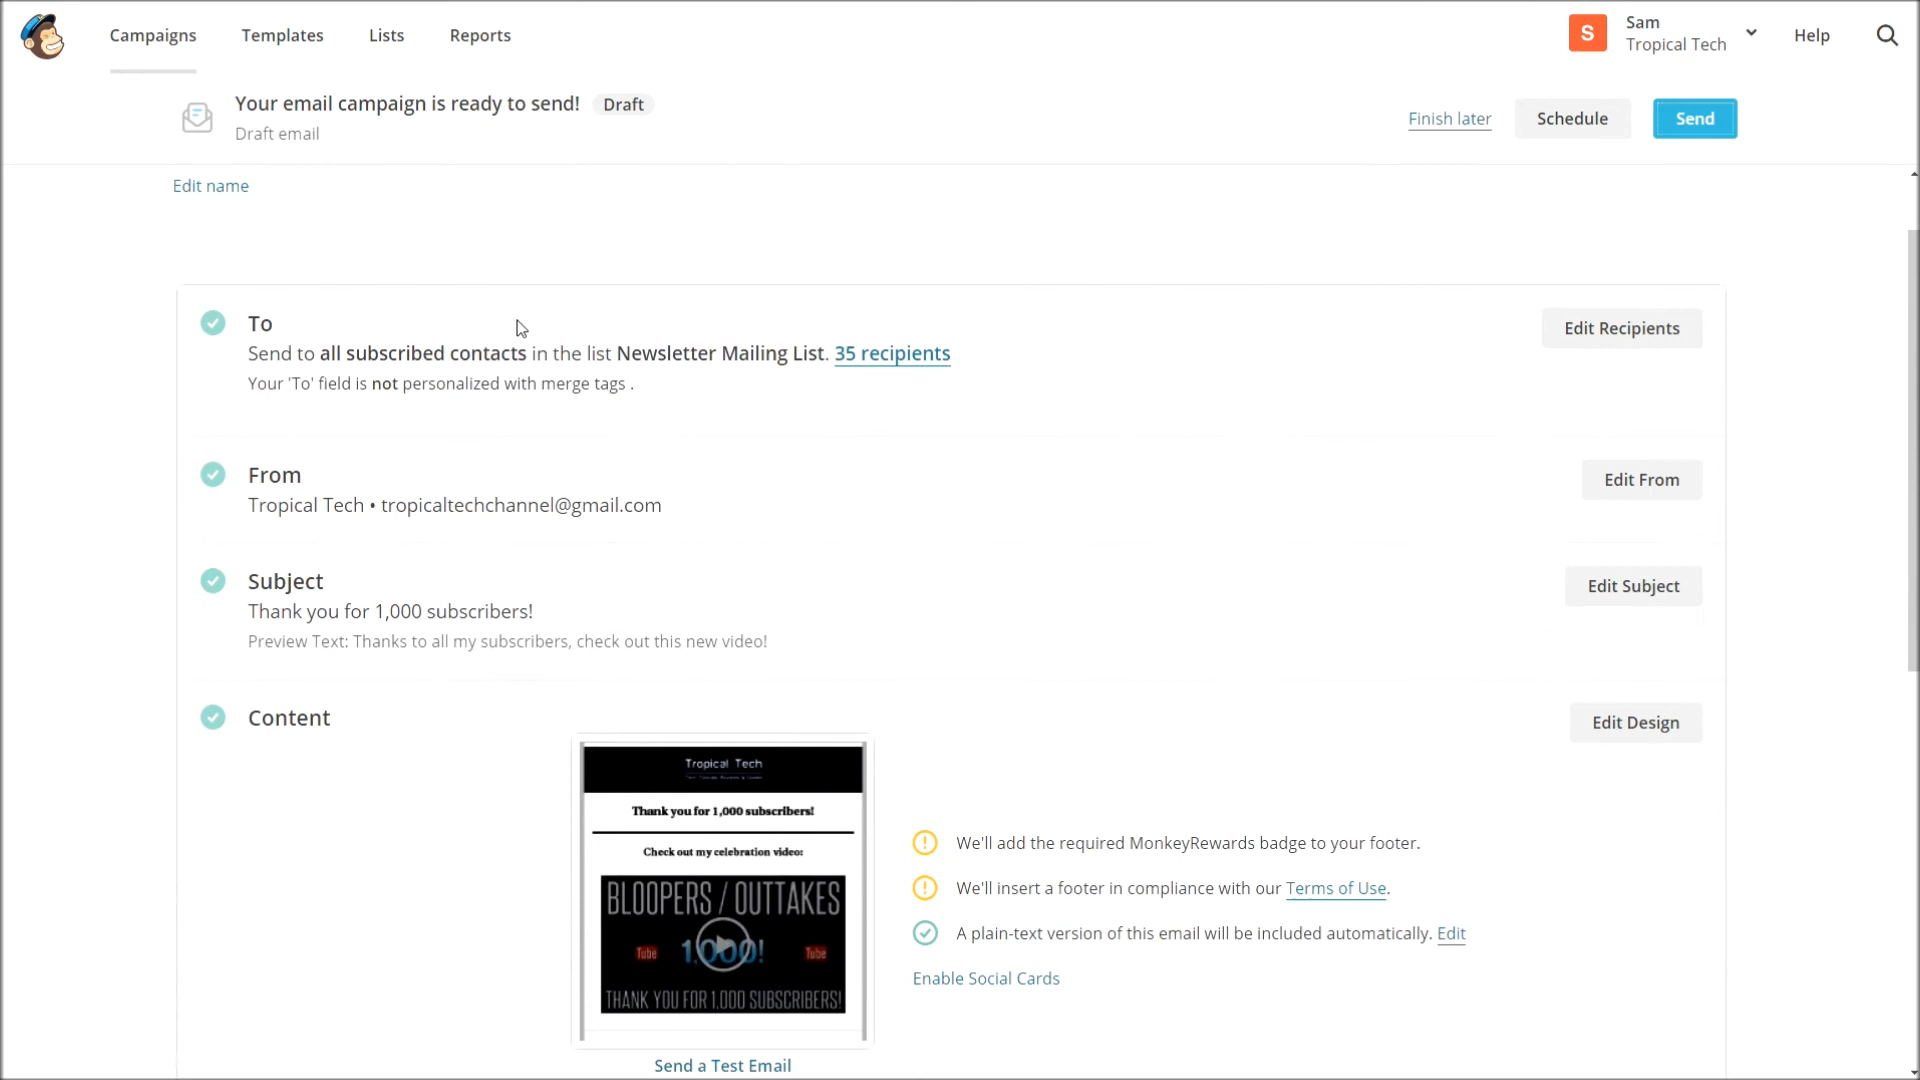 Campaigns
Templates
Lists
Reports
S
Sam
Tropical Tech
Help
Your email campaign is ready to send!
Draft
Draft email
Finish later
Schedule
Send
Edit name
To
Send to all subscribed contacts in the list Newsletter Mailing List. 35 recipients
Your 'To' field is not personalized with merge tags .
Edit Recipients
From
Tropical Tech • tropicaltechchannel@gmail.com
Edit From
Subject
Thank you for 1,000 subscribers!
Preview Text: Thanks to all my subscribers, check out this new video!
Edit Subject
Content
Edit Design
Tropical Tech
Thank you for 1,000 subscribers!
Check out my celebration video:
BLOOPERS / OUTTAKES
Tube
1,000!
Tube
THANK YOU FOR 1,000 SUBSCRIBERS!
We'll add the required MonkeyRewards badge to your footer.
We'll insert a footer in compliance with our Terms of Use.
A plain-text version of this email will be included automatically. Edit
Enable Social Cards
Send a Test Email